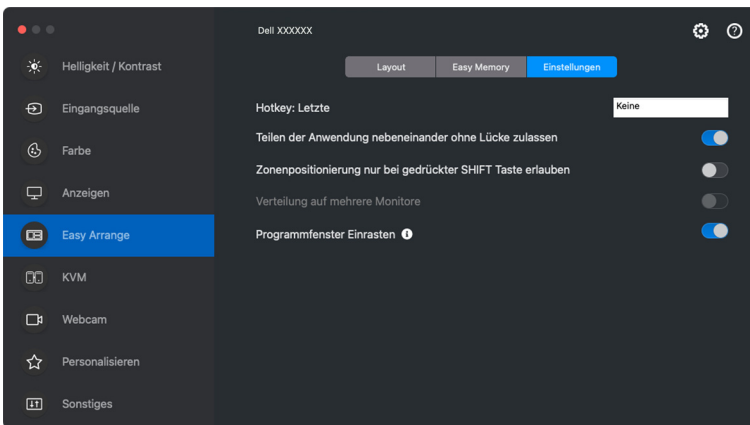 Dell XXXXXX
Helligkeit / Kontrast
Eingangsquelle
Farbe
Anzeigen
Easy Arrange
KVM
Webcam
Personalisieren
Sonstiges
Layout
Easy Memory
Einstellungen
Hotkey: Letzte
Keine
Teilen der Anwendung nebeneinander ohne Lücke zulassen
Zonenpositionierung nur bei gedrückter SHIFT Taste erlauben
Verteilung auf mehrere Monitore
Programmfenster Einrasten